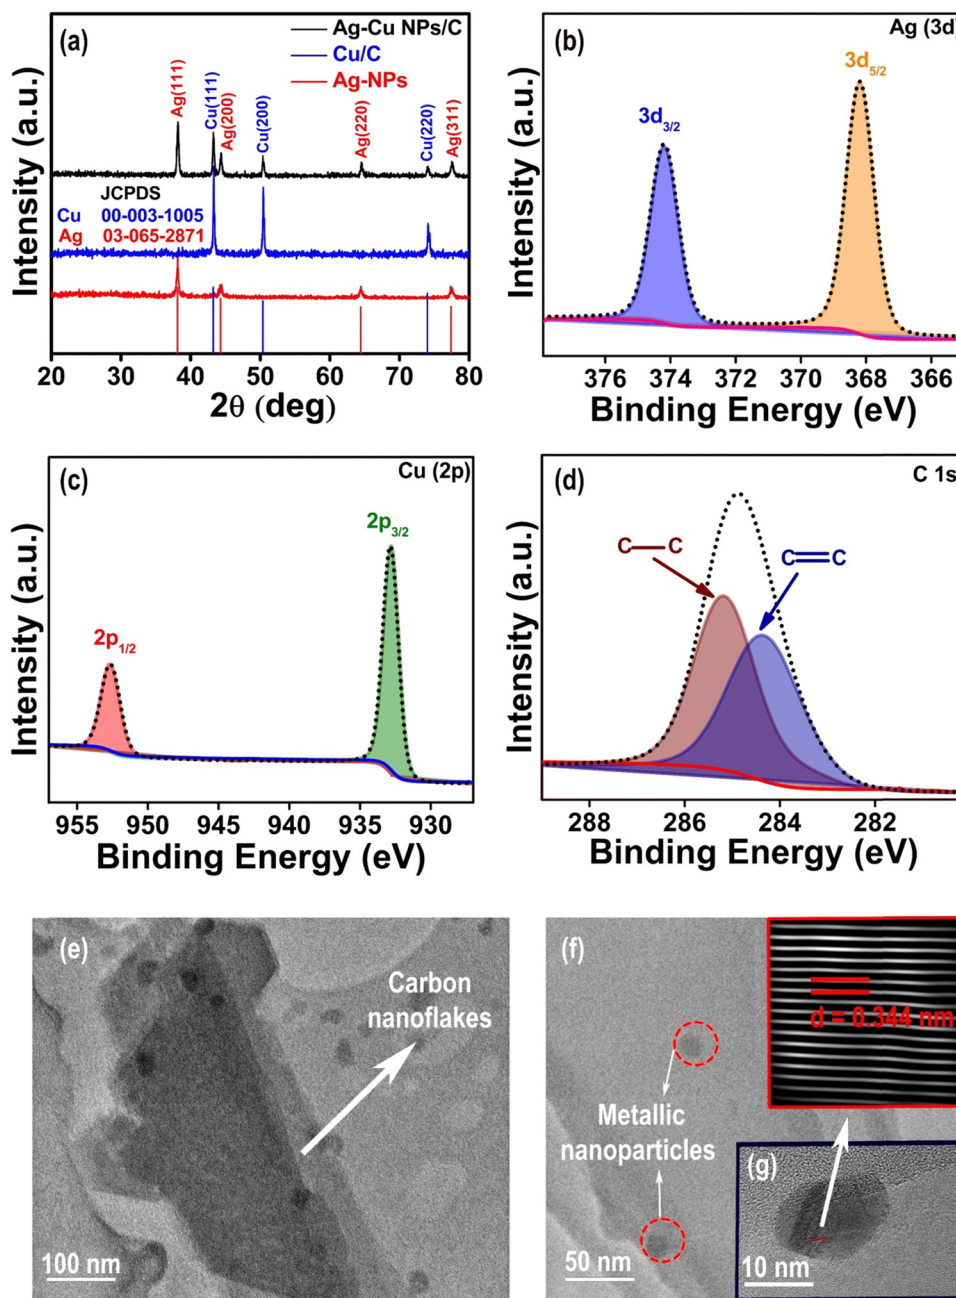 (a)
Ag-Cu NPs/C
Cu/C
Ag-NPs
Ag(111)
Cu(111)
Ag(200)
Cu(200)
Ag(220)
Cu(220)
Ag(311)
JCPDS
Cu 00-003-1005
Ag 03-065-2871
Intensity (a.u.)
20 30 40 50 60 70 80
2θ (deg)
(b)
Ag (3d)
3d5/2
3d3/2
Intensity (a.u.)
376 374 372 370 368 366
Binding Energy (eV)
(c)
Cu (2p)
2p3/2
2p1/2
Intensity (a.u.)
955 950 945 940 935 930
Binding Energy (eV)
(d)
C 1s
C—C
C=C
Intensity (a.u.)
288 286 284 282
Binding Energy (eV)
(e)
Carbon
nanoflakes
100 nm
(f)
d = 0.344 nm
Metallic
nanoparticles
50 nm
(g)
10 nm